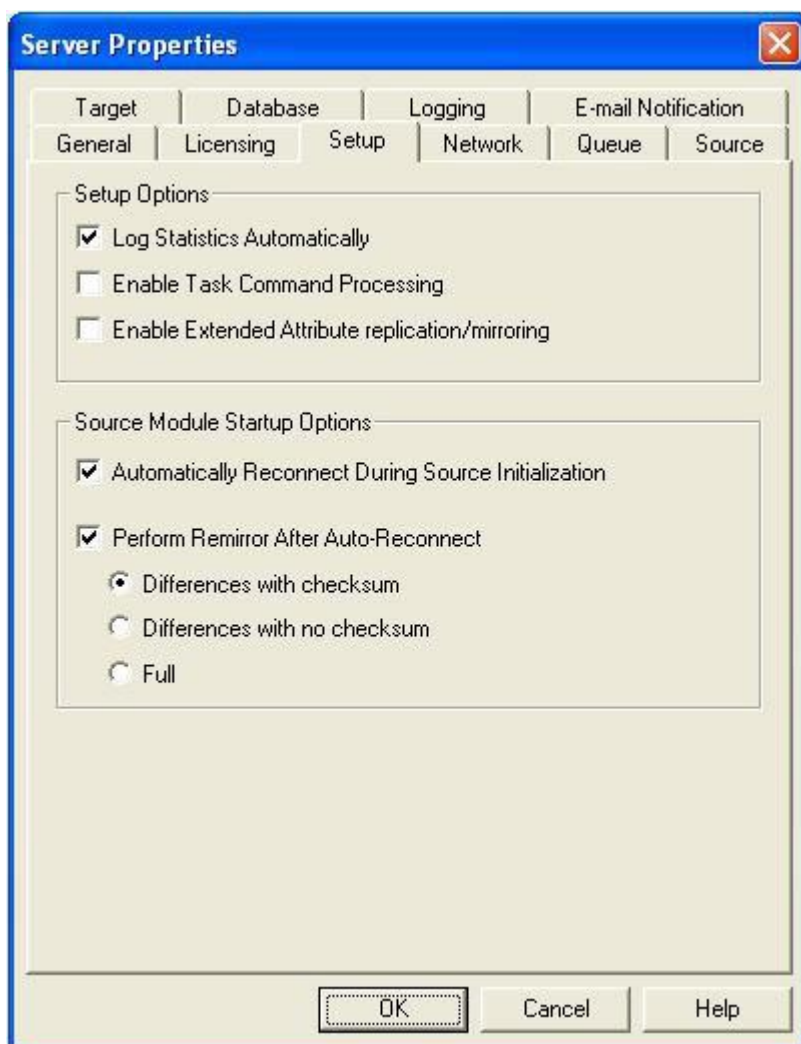 Server Properties
Target Database Logging E-mail Notification
General Licensing Setup Network Queue Source
Setup Options
Log Statistics Automatically
Enable Task Command Processing
Enable Extended Attribute replication/mirroring
Source Module Startup Options
Automatically Reconnect During Source Initialization
Perform Remirror After Auto-Reconnect
Differences with checksum
Differences with no checksum
Full
OK Cancel Help